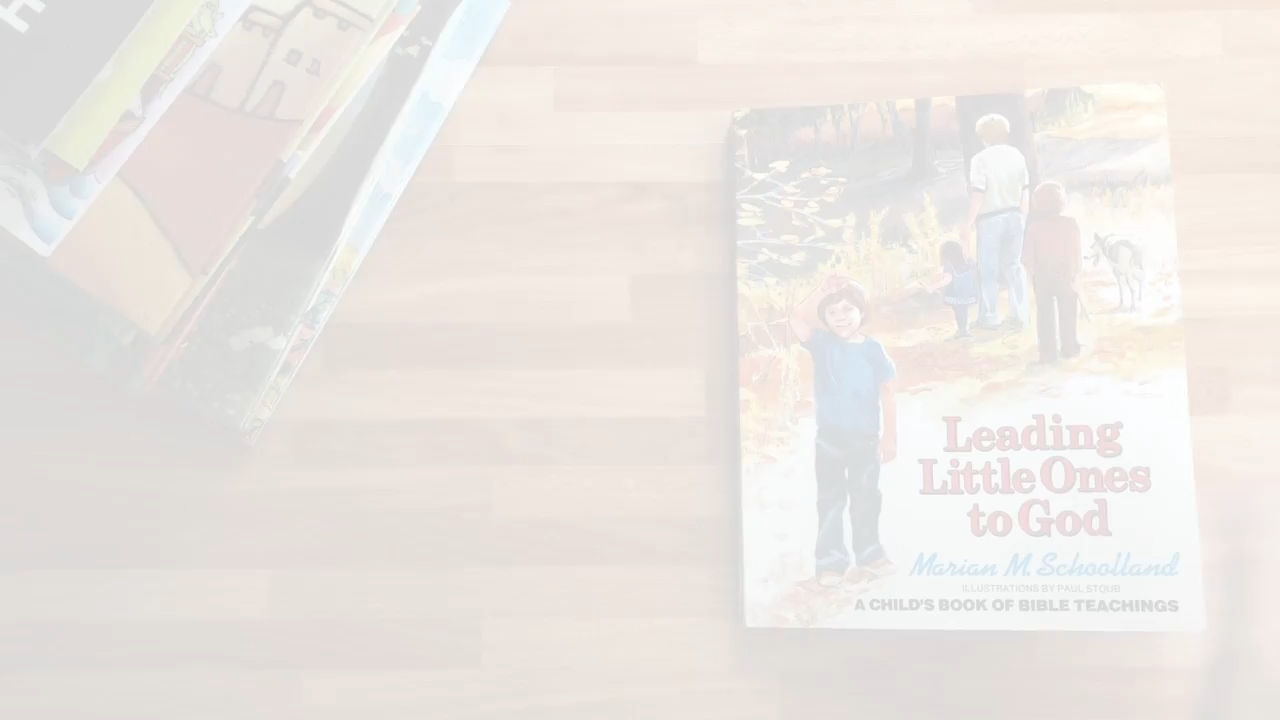 H
Leading
Little Ones
to God
Marian M. Schoolland
ILLUSTRATIONS BY PAUL STOUB
A CHILD'S BOOK OF BIBLE TEACHINGS